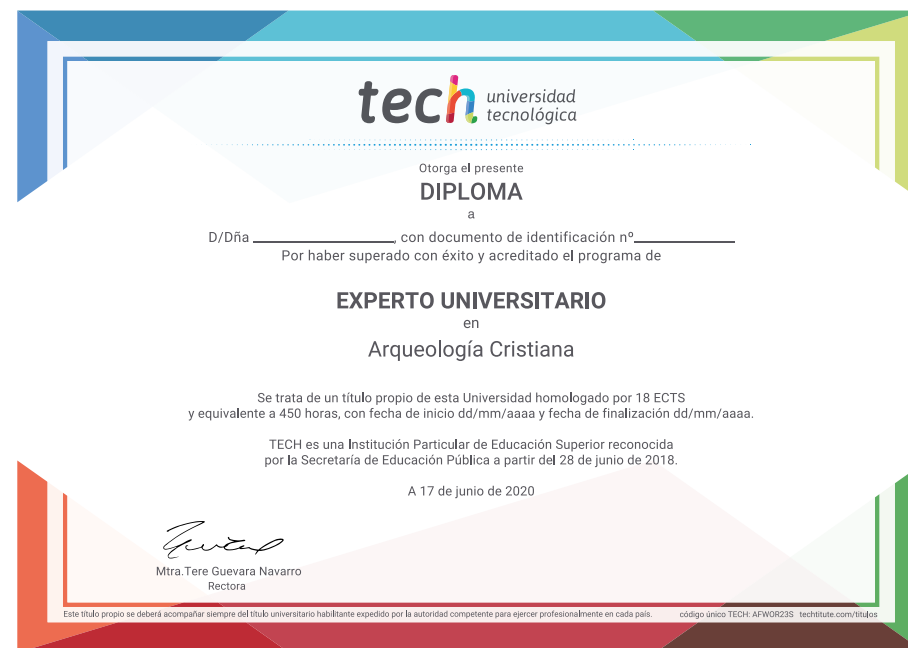 tech universidad
tecnológica
Otorga el presente
DIPLOMA
a
D/Dña , con documento de identificación nº
Por haber superado con éxito y acreditado el programa de
EXPERTO UNIVERSITARIO
en
Arqueología Cristiana
Se trata de un título propio de esta Universidad homologado por 18 ECTS
y equivalente a 450 horas, con fecha de inicio dd/mm/aaaa y fecha de finalización dd/mm/aaaa.
TECH es una Institución Particular de Educación Superior reconocida
por la Secretaría de Educación Pública a partir del 28 de junio de 2018.
A 17 de junio de 2020
Mtra.Tere Guevara Navarro
Rectora
Este título propio se deberá acompañar siempre del título universitario habilitante expedido por la autoridad competente para ejercer profesionalmente en cada país. código único TECH: AFWOR23S techtitute.com/titulos